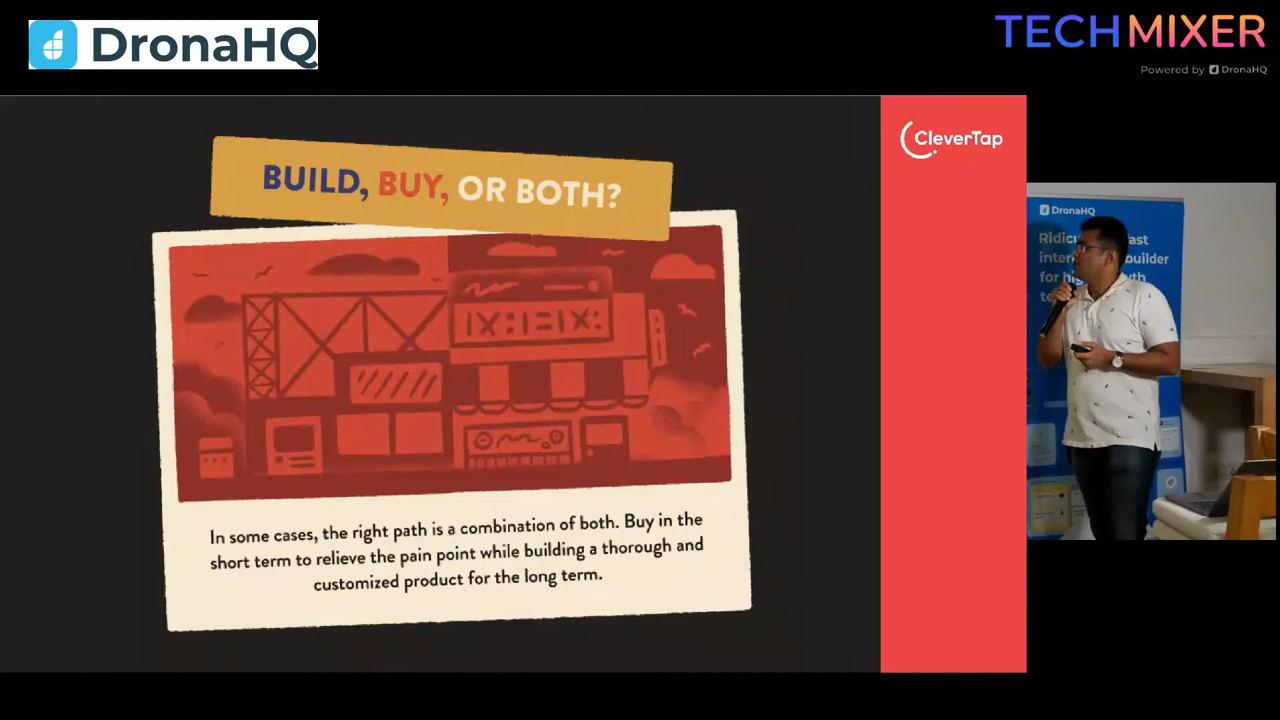 DronaHQ
TECHMIXER
Powered by DronaHQ
CleverTap
BUILD, BUY, OR BOTH?
In some cases, the right path is a combination of both. Buy in the
short term to relieve the pain point while building a thorough and
customized product for the long term.
DronaHQ